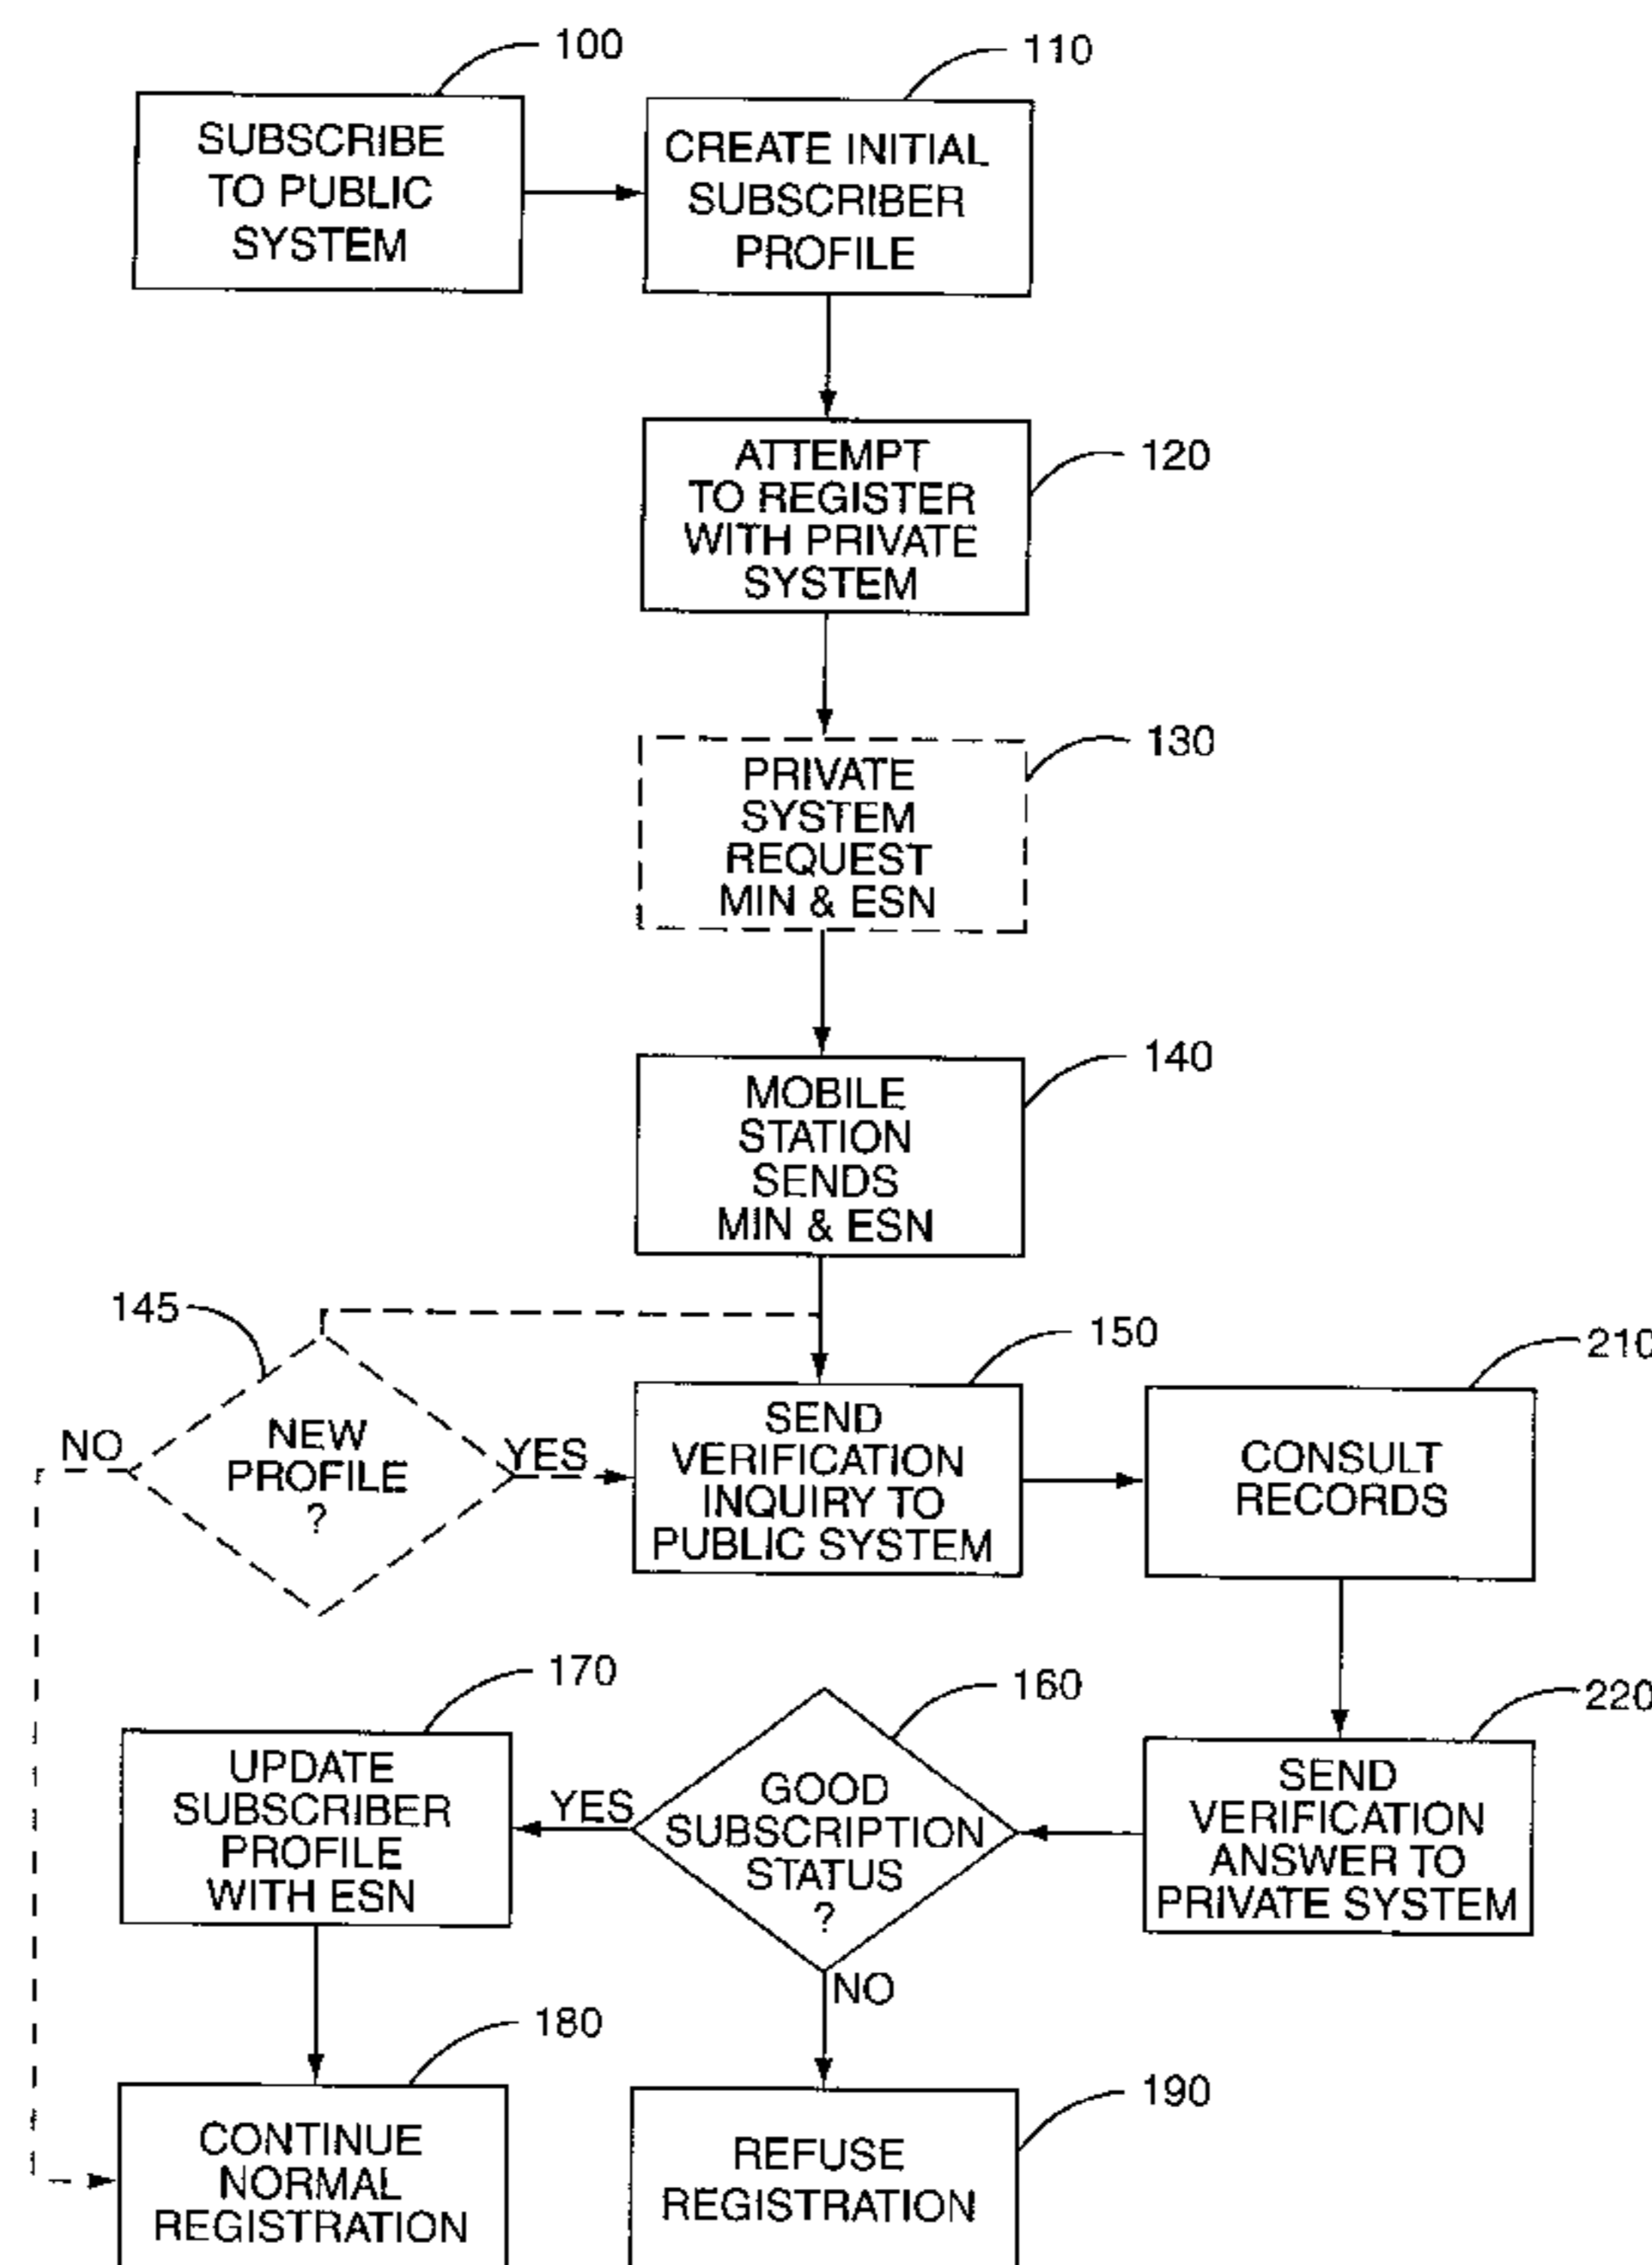 100
SUBSCRIBE
TO PUBLIC
SYSTEM
110
CREATE INITIAL
SUBSCRIBER
PROFILE
120
ATTEMPT
TO REGISTER
WITH PRIVATE
SYSTEM
130
PRIVATE
SYSTEM
REQUEST
MIN & ESN
140
MOBILE
STATION
SENDS
MIN & ESN
145
NEW
PROFILE
?
NO
YES
150
SEND
VERIFICATION
INQUIRY TO
PUBLIC SYSTEM
210
CONSULT
RECORDS
170
UPDATE
SUBSCRIBER
PROFILE
WITH ESN
YES
160
GOOD
SUBSCRIPTION
STATUS
?
NO
220
SEND
VERIFICATION
ANSWER TO
PRIVATE SYSTEM
180
CONTINUE
NORMAL
REGISTRATION
190
REFUSE
REGISTRATION